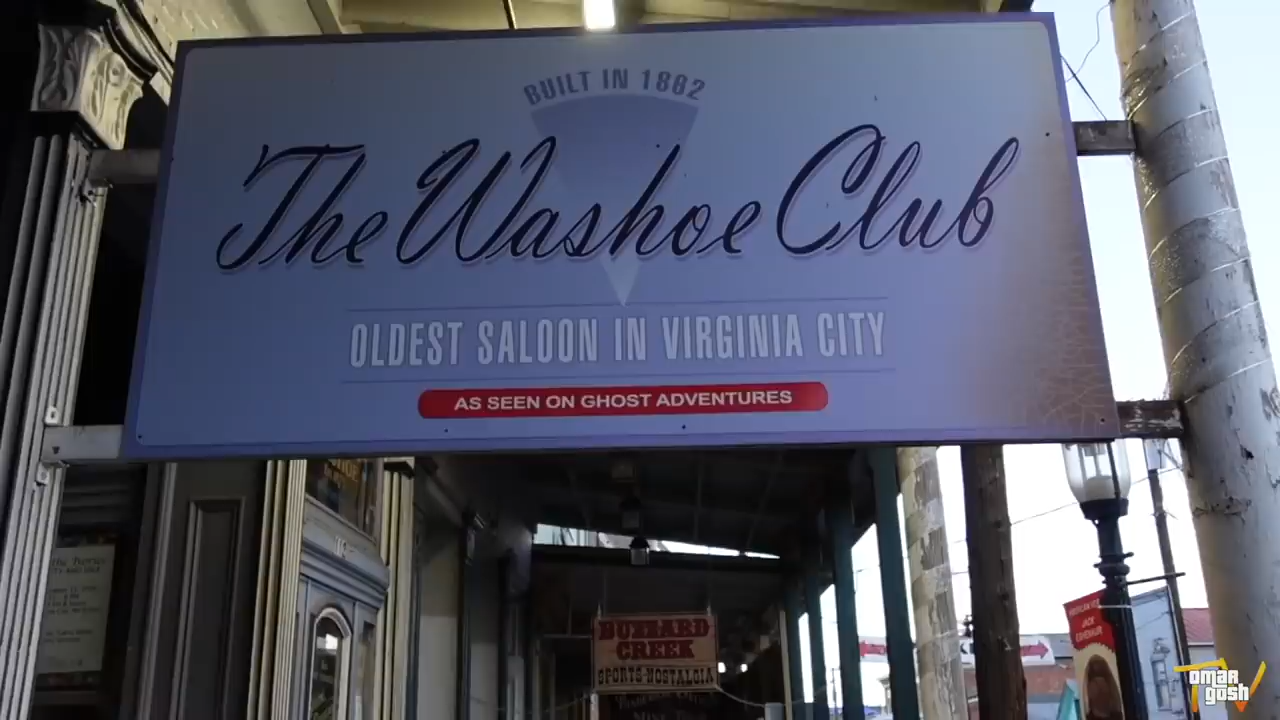 BUILT IN 1862
The Washoe Club
OLDEST SALOON IN VIRGINIA CITY
AS SEEN ON GHOST ADVENTURES
BUZZARD
CREEK
SPORTS NOSTALGIA
JACK
OMAR
GOSH